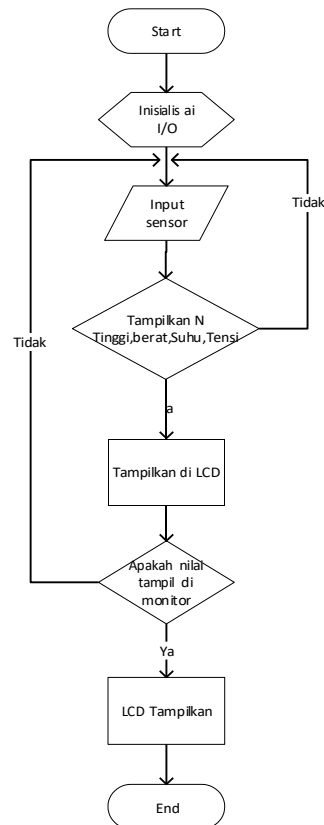 Start
Inisialis ai
I/O
Input
sensor
Tidak
Tampilkan N
Tinggi,berat,Suhu,Tensi
Tidak
a
Tampilkan di LCD
Apakah nilai
tampil di
monitor
Ya
LCD Tampilkan
End